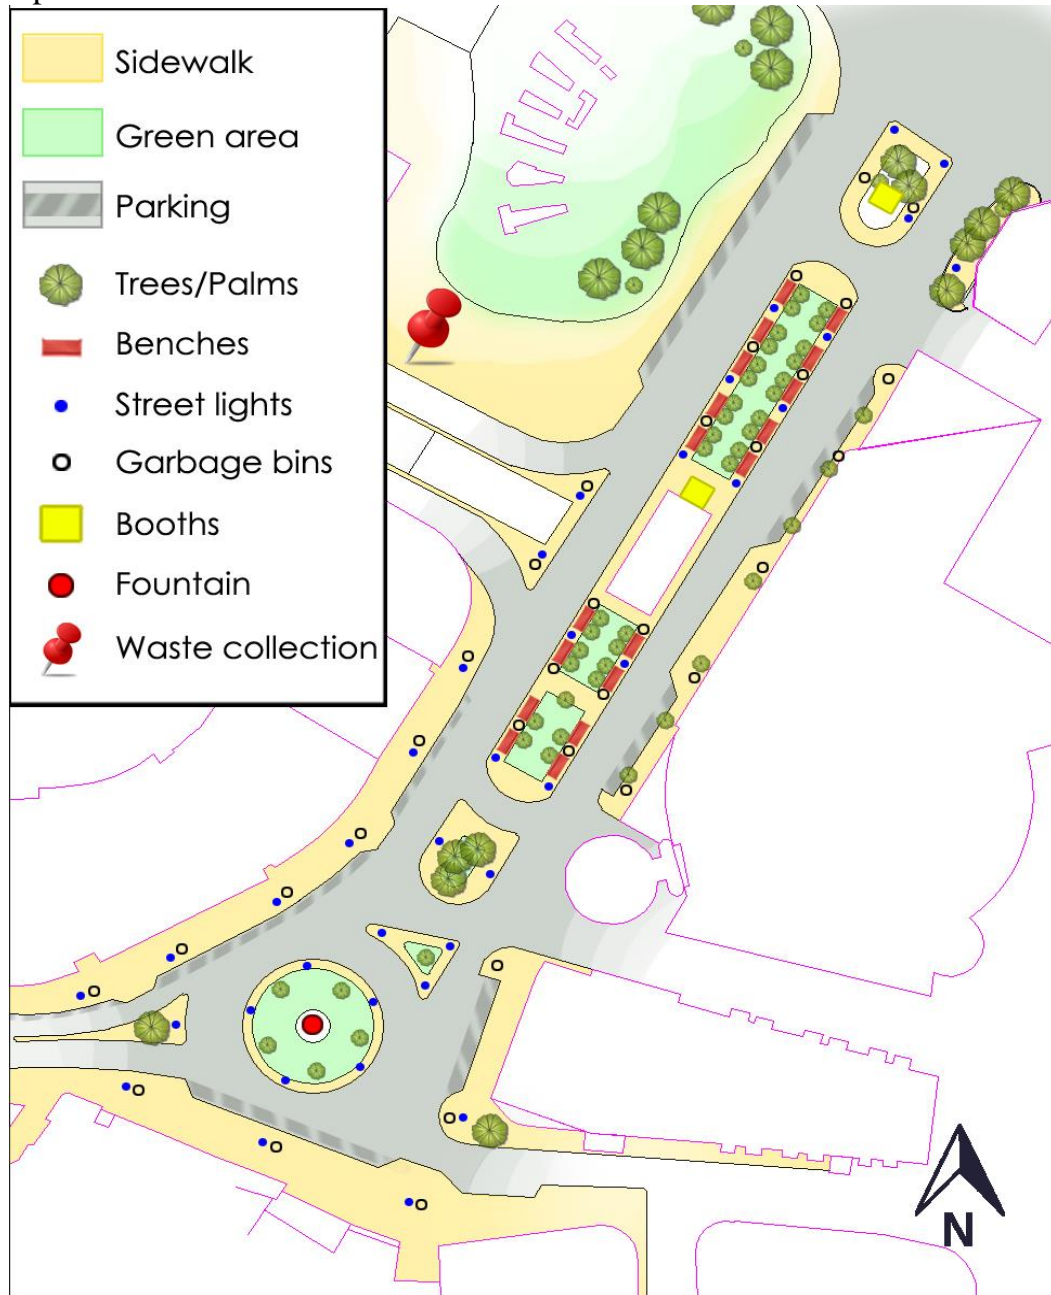 Sidewalk
Green area
Parking
Trees/Palms
Benches
Street lights
Garbage bins
Booths
Fountain
Waste collection
N